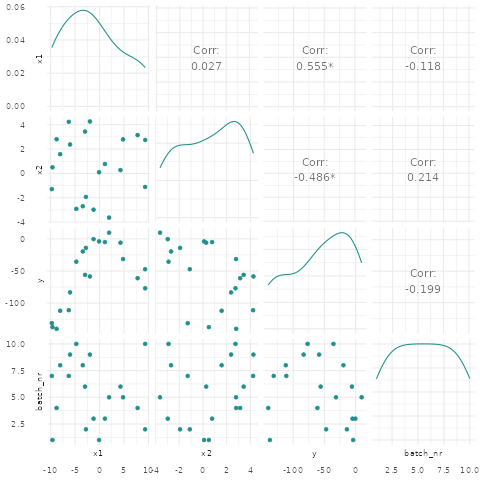 0.06
0.04
0.02
0.00
x1
Corr:
0.027
Corr:
0.555*
Corr:
-0.118
4
2
0
-2
-4
x2
Corr:
-0.486*
Corr:
0.214
0
-50
-100
y
Corr:
-0.199
10.0
7.5
5.0
2.5
batch_nr
x1 x2 y batch_nr
-10 -5 0 5 10 -4 -2 0 2 4 -100 -50 0 2.5 5.0 7.5 10.0